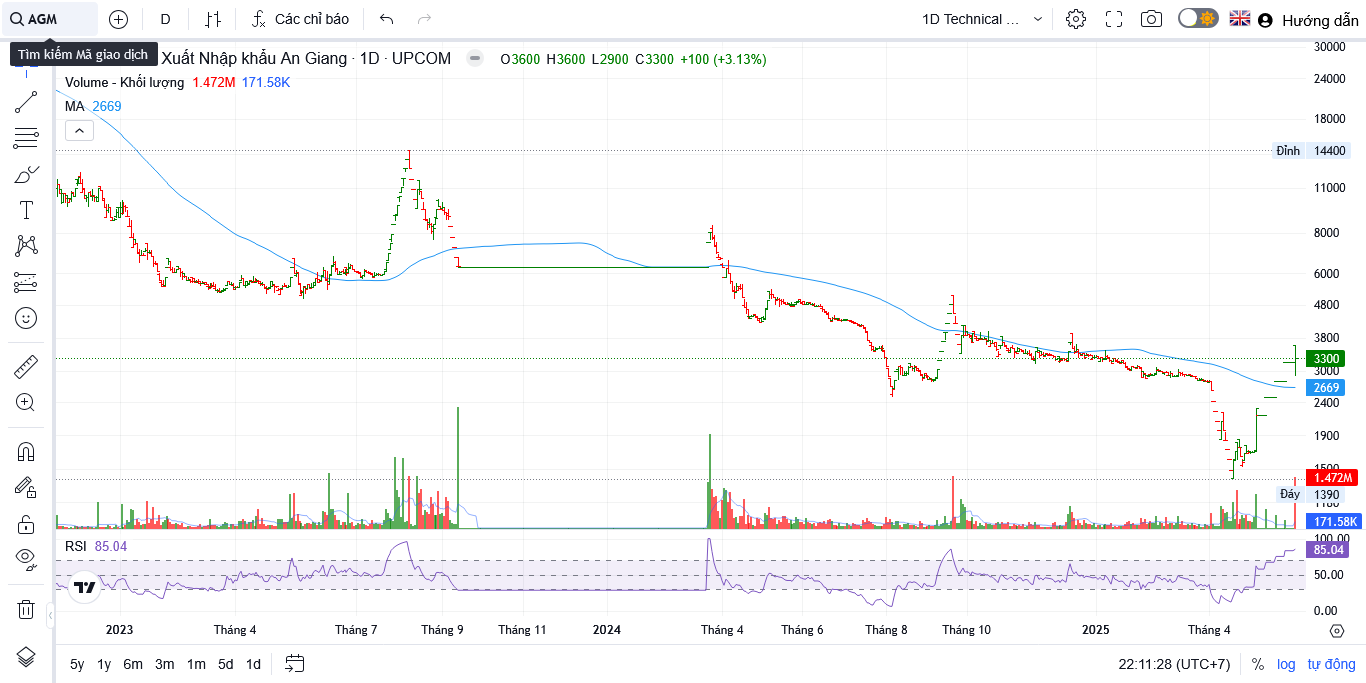 AGM D Các chỉ báo 1D Technical ... Hướng dẫn
Tìm kiếm Mã giao dịch Xuất Nhập khẩu An Giang · 1D · UPCOM O3600 H3600 L2900 C3300 +100 (+3.13%)
Volume - Khối lượng 1.472M 171.58K
MA 2669
30000
24000
18000
Đỉnh 14400
11000
8000
6000
4800
3800
3300
3000
2669
2400
1900
1500
1.472M
Đáy 1390
1180
171.58K
RSI 85.04
100.00
85.04
50.00
0.00
2023 Tháng 4 Tháng 7 Tháng 9 Tháng 11 2024 Tháng 4 Tháng 6 Tháng 8 Tháng 10 2025 Tháng 4
5y 1y 6m 3m 1m 5d 1d 22:11:28 (UTC+7) % log tự động